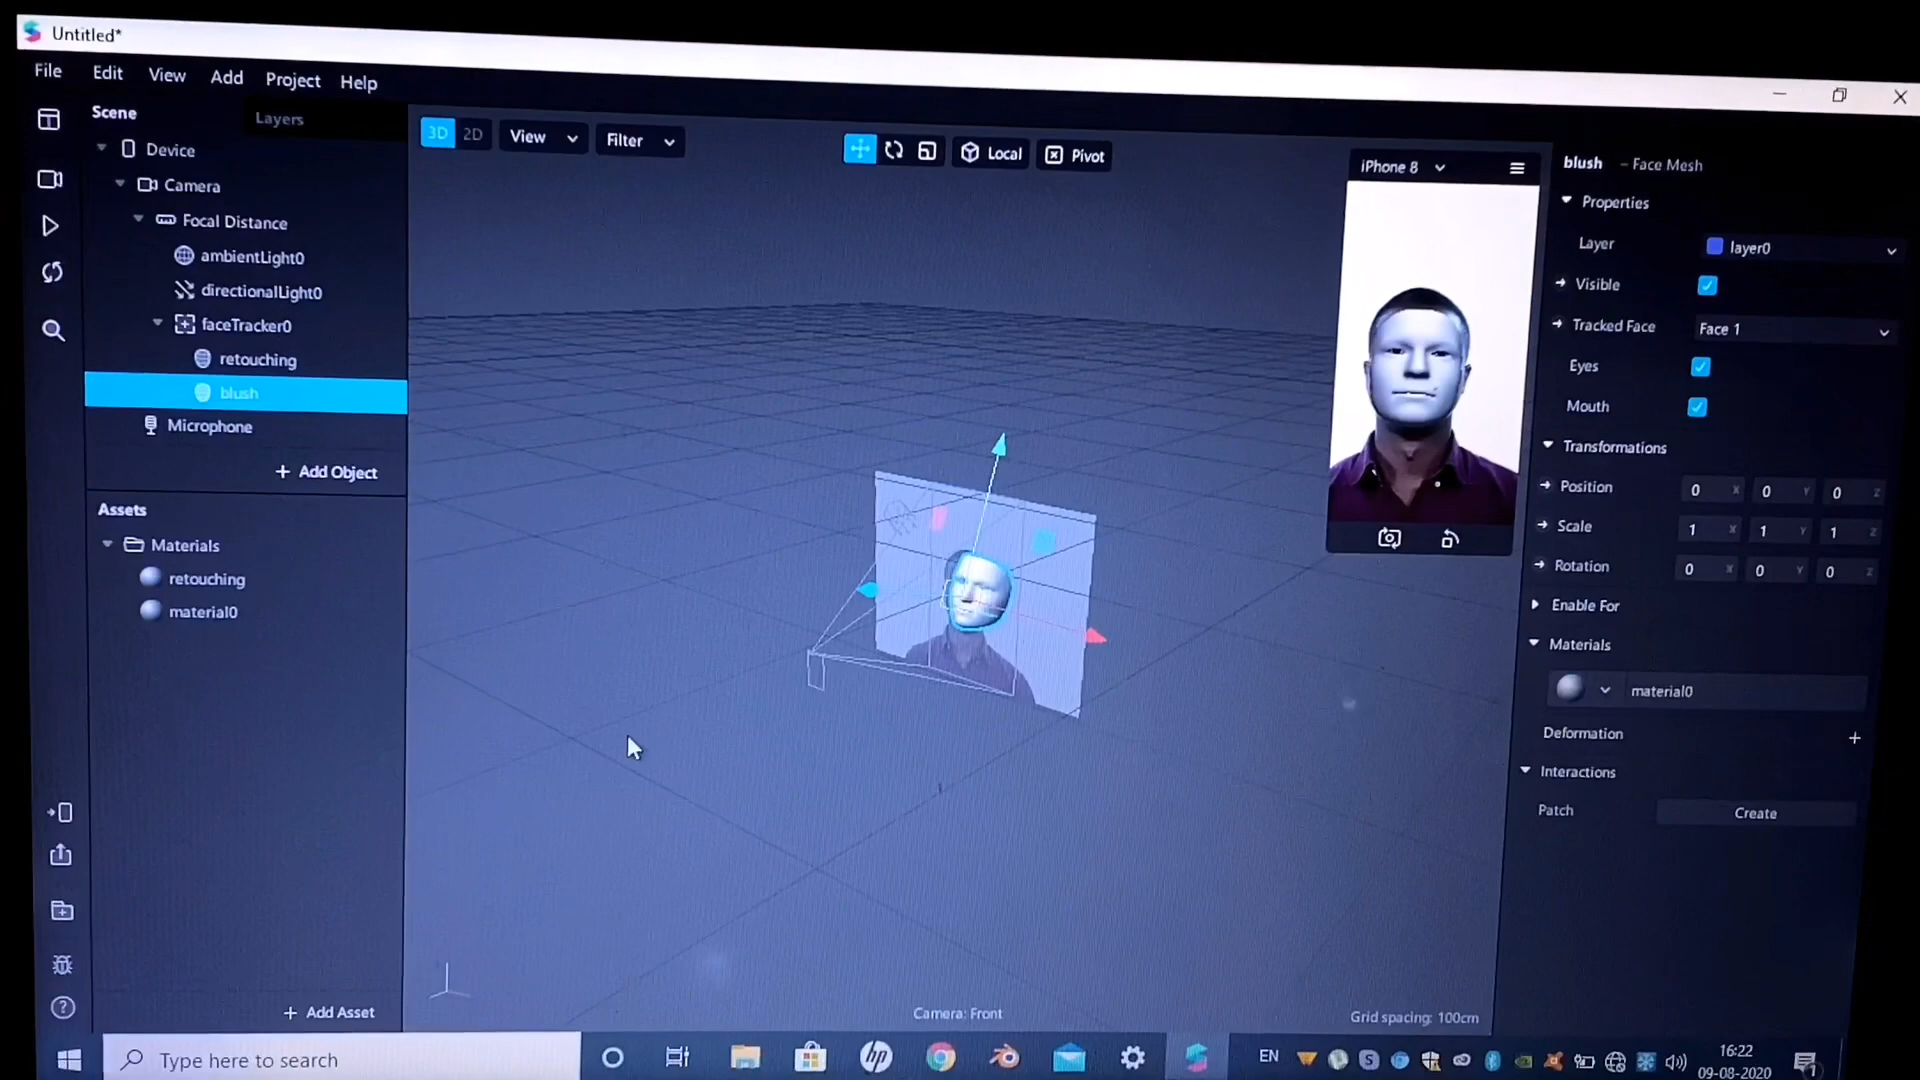 Untitled*
File Edit View Add Project Help
Scene
Layers
Device
Camera
Focal Distance
ambientLight0
directionalLight0
faceTracker0
retouching
blush
Microphone
+ Add Object
Assets
Materials
retouching
material0
+ Add Asset
3D 2D View Filter
Local Pivot
Camera: Front
Grid spacing: 100cm
iPhone 8
blush – Face Mesh
Properties
Layer layer0
Visible
Tracked Face Face 1
Eyes
Mouth
Transformations
Position 0 X 0 Y 0 Z
Scale 1 X 1 Y 1 Z
Rotation 0 X 0 Y 0 Z
Enable For
Materials
material0
Deformation +
Interactions
Patch Create
Type here to search
hp
EN
16:22
09-08-2020
1